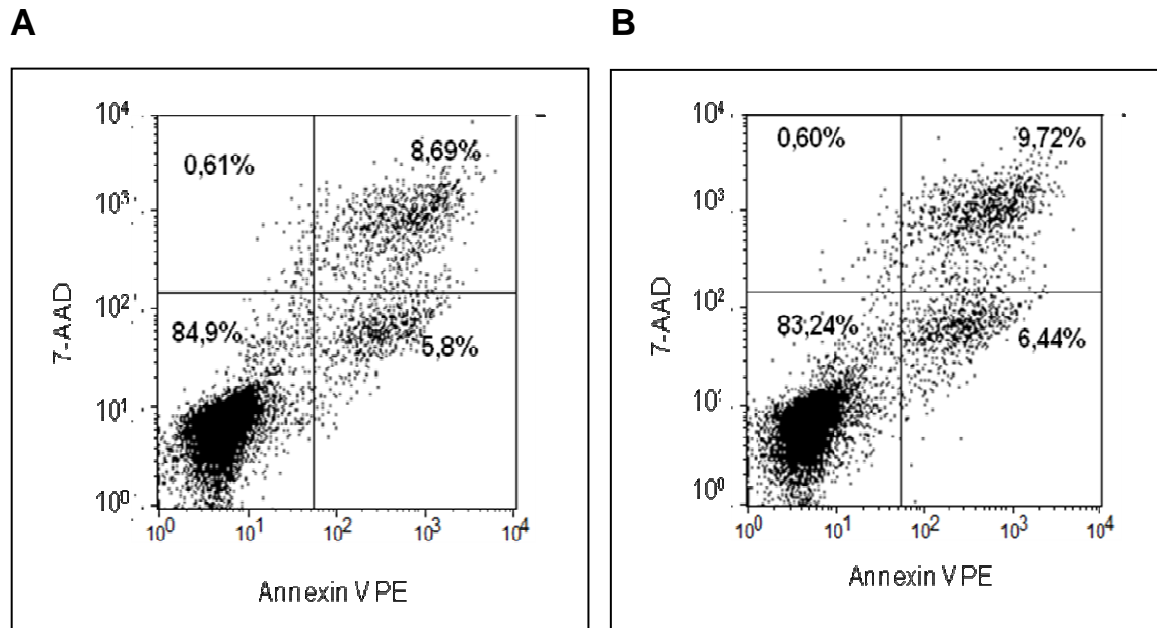 A
B
10⁴
0,61%
8,69%
10³
10²
84,9%
5,8%
10¹
10⁰
10⁰ 10¹ 10² 10³ 10⁴
7-AAD
Annexin V PE
10⁴
0,60%
9,72%
10³
10²
83,24%
6,44%
10¹
10⁰
10⁰ 10¹ 10² 10³ 10⁴
7-AAD
Annexin V PE